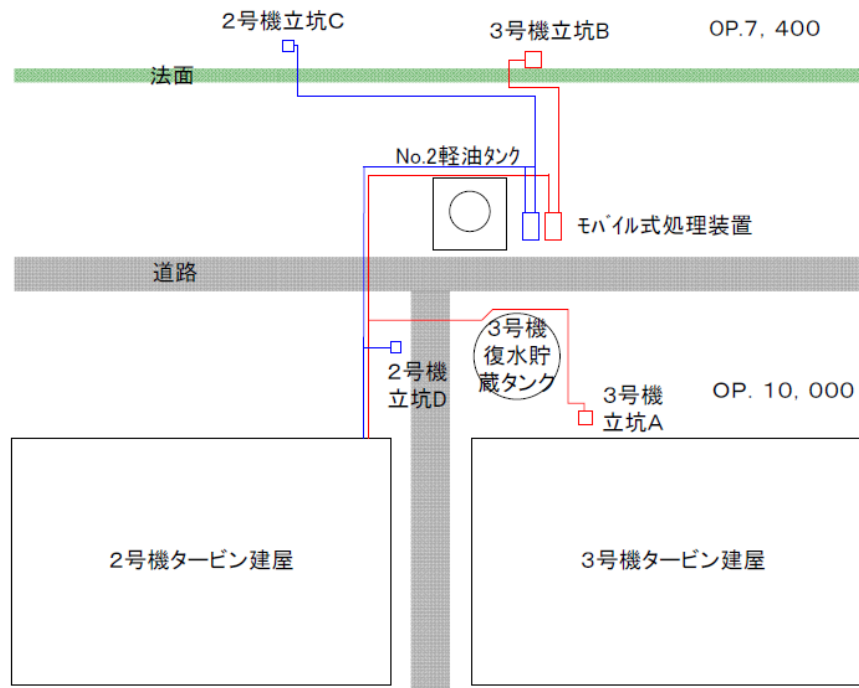 2号機立坑C
3号機立坑B
OP.7, 400
法面
No.2軽油タンク
モバイル式処理装置
道路
3号機
復水貯
蔵タンク
2号機
立坑D
3号機
立坑A
OP. 10, 000
2号機タービン建屋
3号機タービン建屋